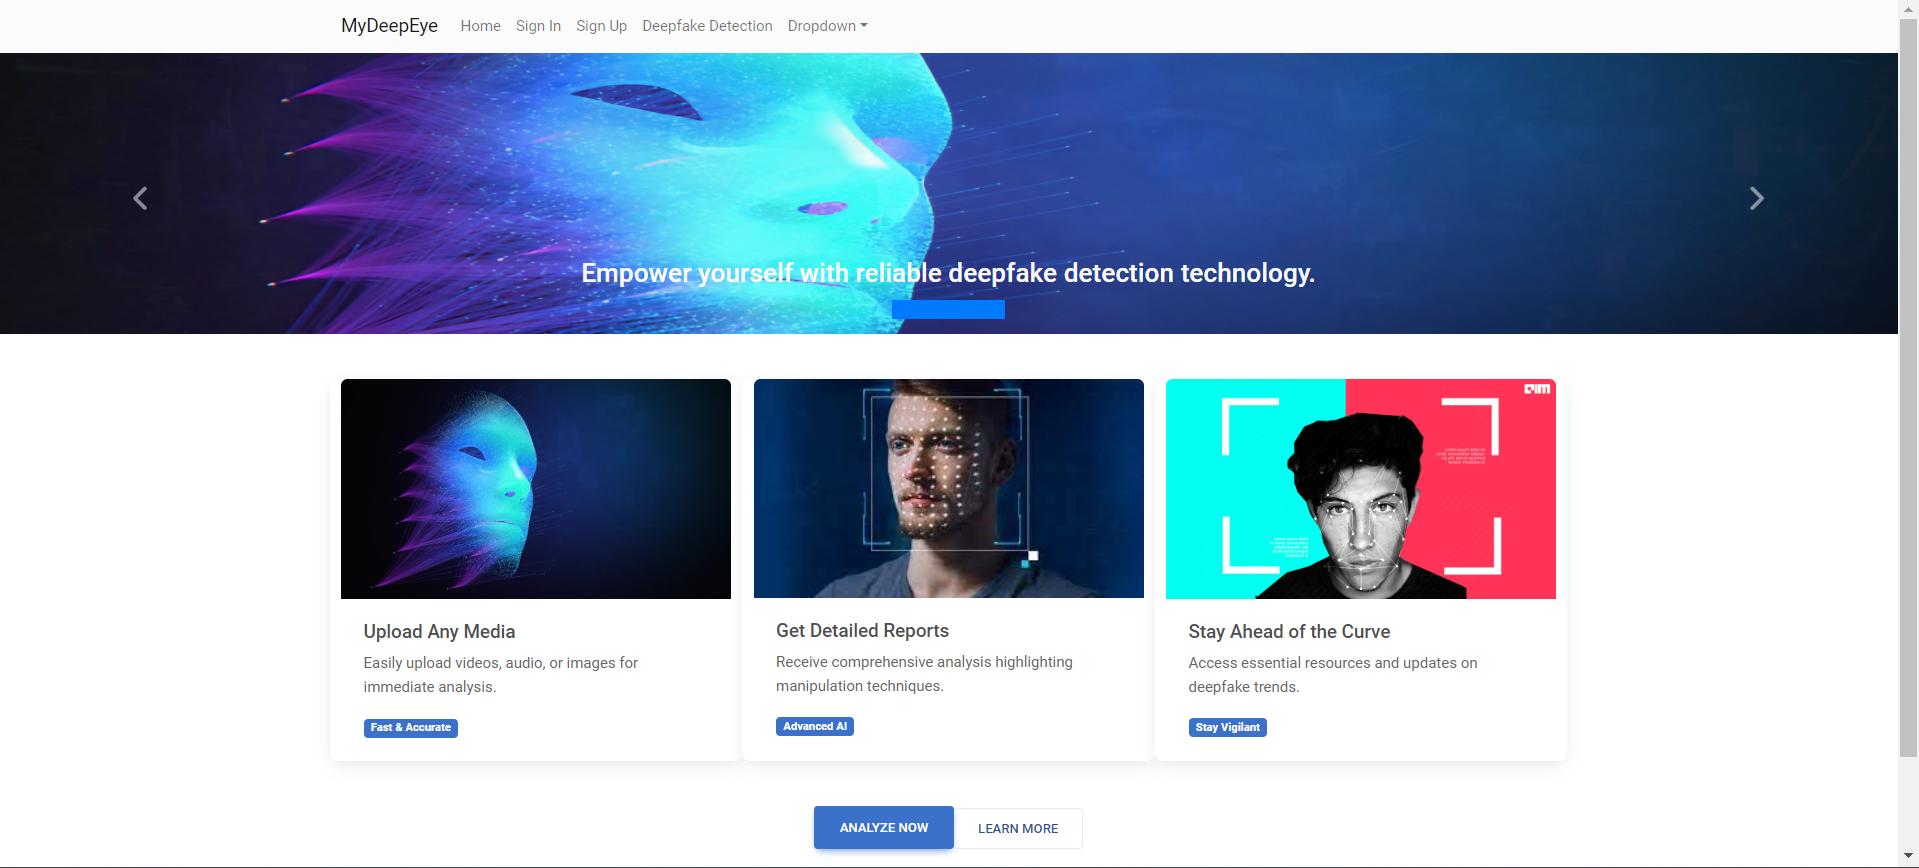 MyDeepEye Home Sign In Sign Up Deepfake Detection Dropdown
Empower yourself with reliable deepfake detection technology.
AIM
Upload Any Media
Easily upload videos, audio, or images for
immediate analysis.
Fast & Accurate
Get Detailed Reports
Receive comprehensive analysis highlighting
manipulation techniques.
Advanced AI
Stay Ahead of the Curve
Access essential resources and updates on
deepfake trends.
Stay Vigilant
ANALYZE NOW
LEARN MORE